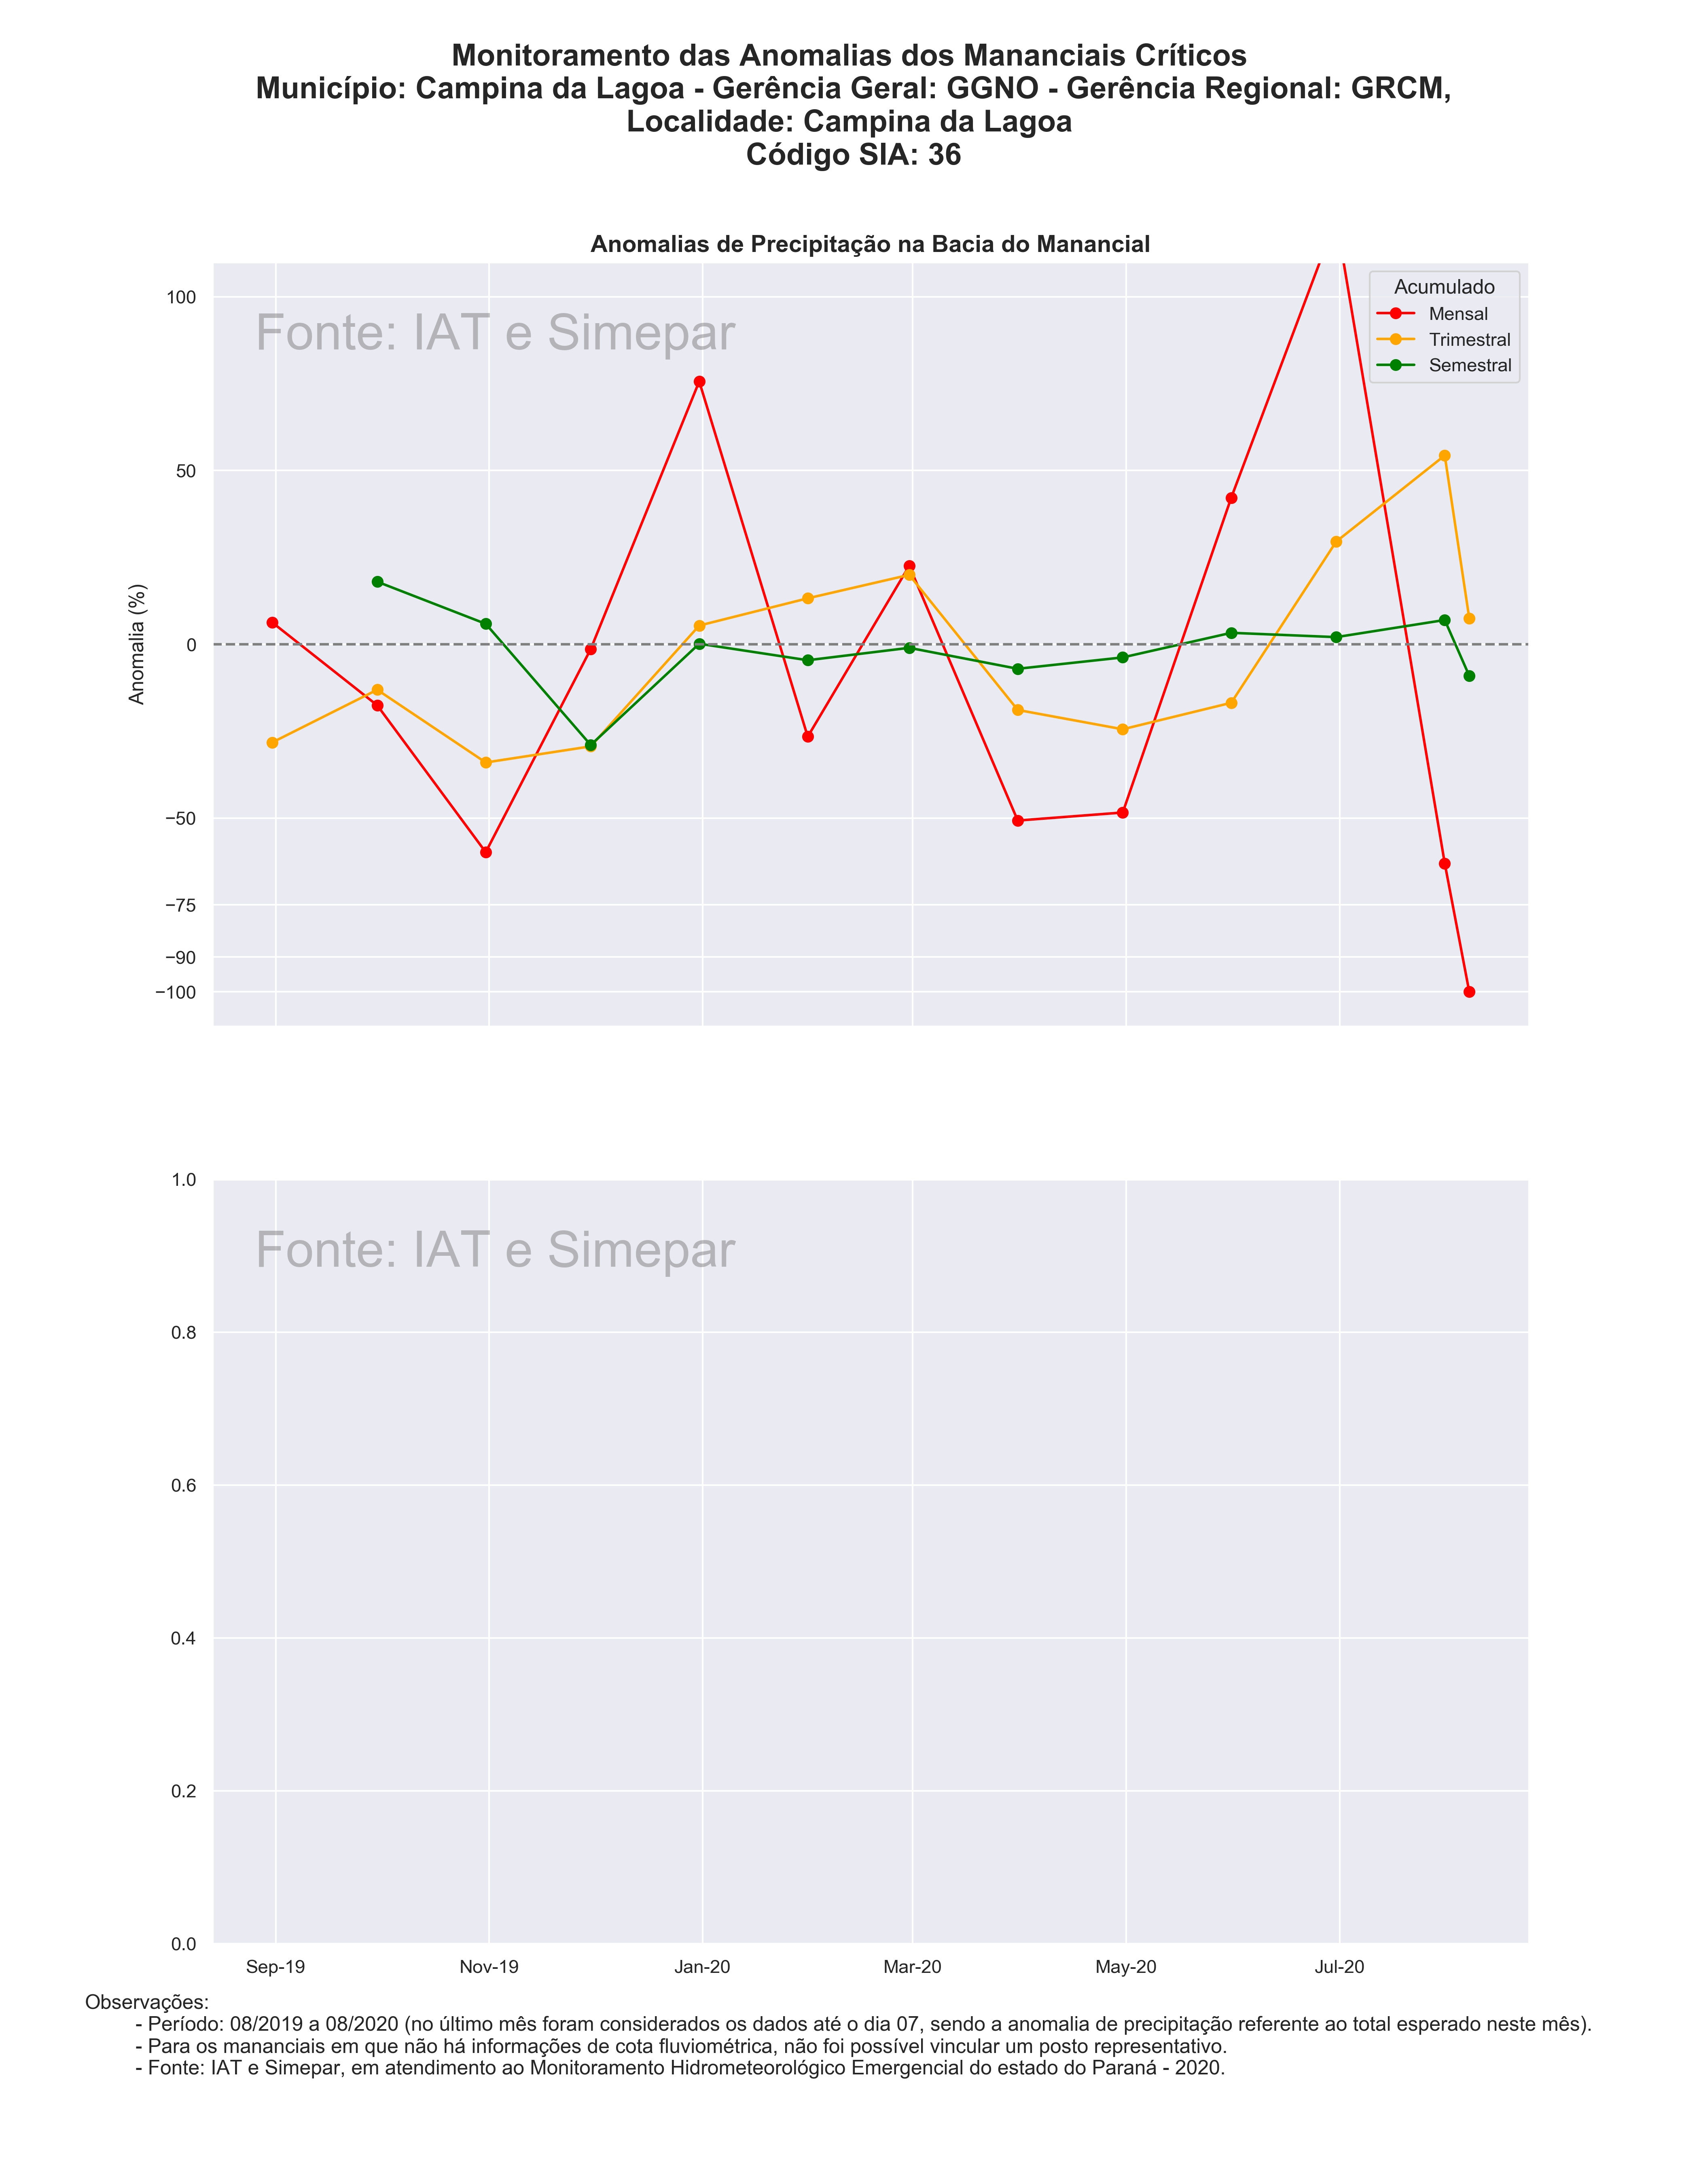 Monitoramento das Anomalias dos Mananciais Críticos
Município: Campina da Lagoa - Gerência Geral: GGNO - Gerência Regional: GRCM,
Localidade: Campina da Lagoa
Código SIA: 36
Anomalias de Precipitação na Bacia do Manancial
Fonte: IAT e Simepar
Acumulado
Mensal
Trimestral
Semestral
Anomalia (%)
100
50
0
−50
−75
−90
−100
Fonte: IAT e Simepar
1.0
0.8
0.6
0.4
0.2
0.0
Sep-19 Nov-19 Jan-20 Mar-20 May-20 Jul-20
Observações:
- Período: 08/2019 a 08/2020 (no último mês foram considerados os dados até o dia 07, sendo a anomalia de precipitação referente ao total esperado neste mês).
- Para os mananciais em que não há informações de cota fluviométrica, não foi possível vincular um posto representativo.
- Fonte: IAT e Simepar, em atendimento ao Monitoramento Hidrometeorológico Emergencial do estado do Paraná - 2020.